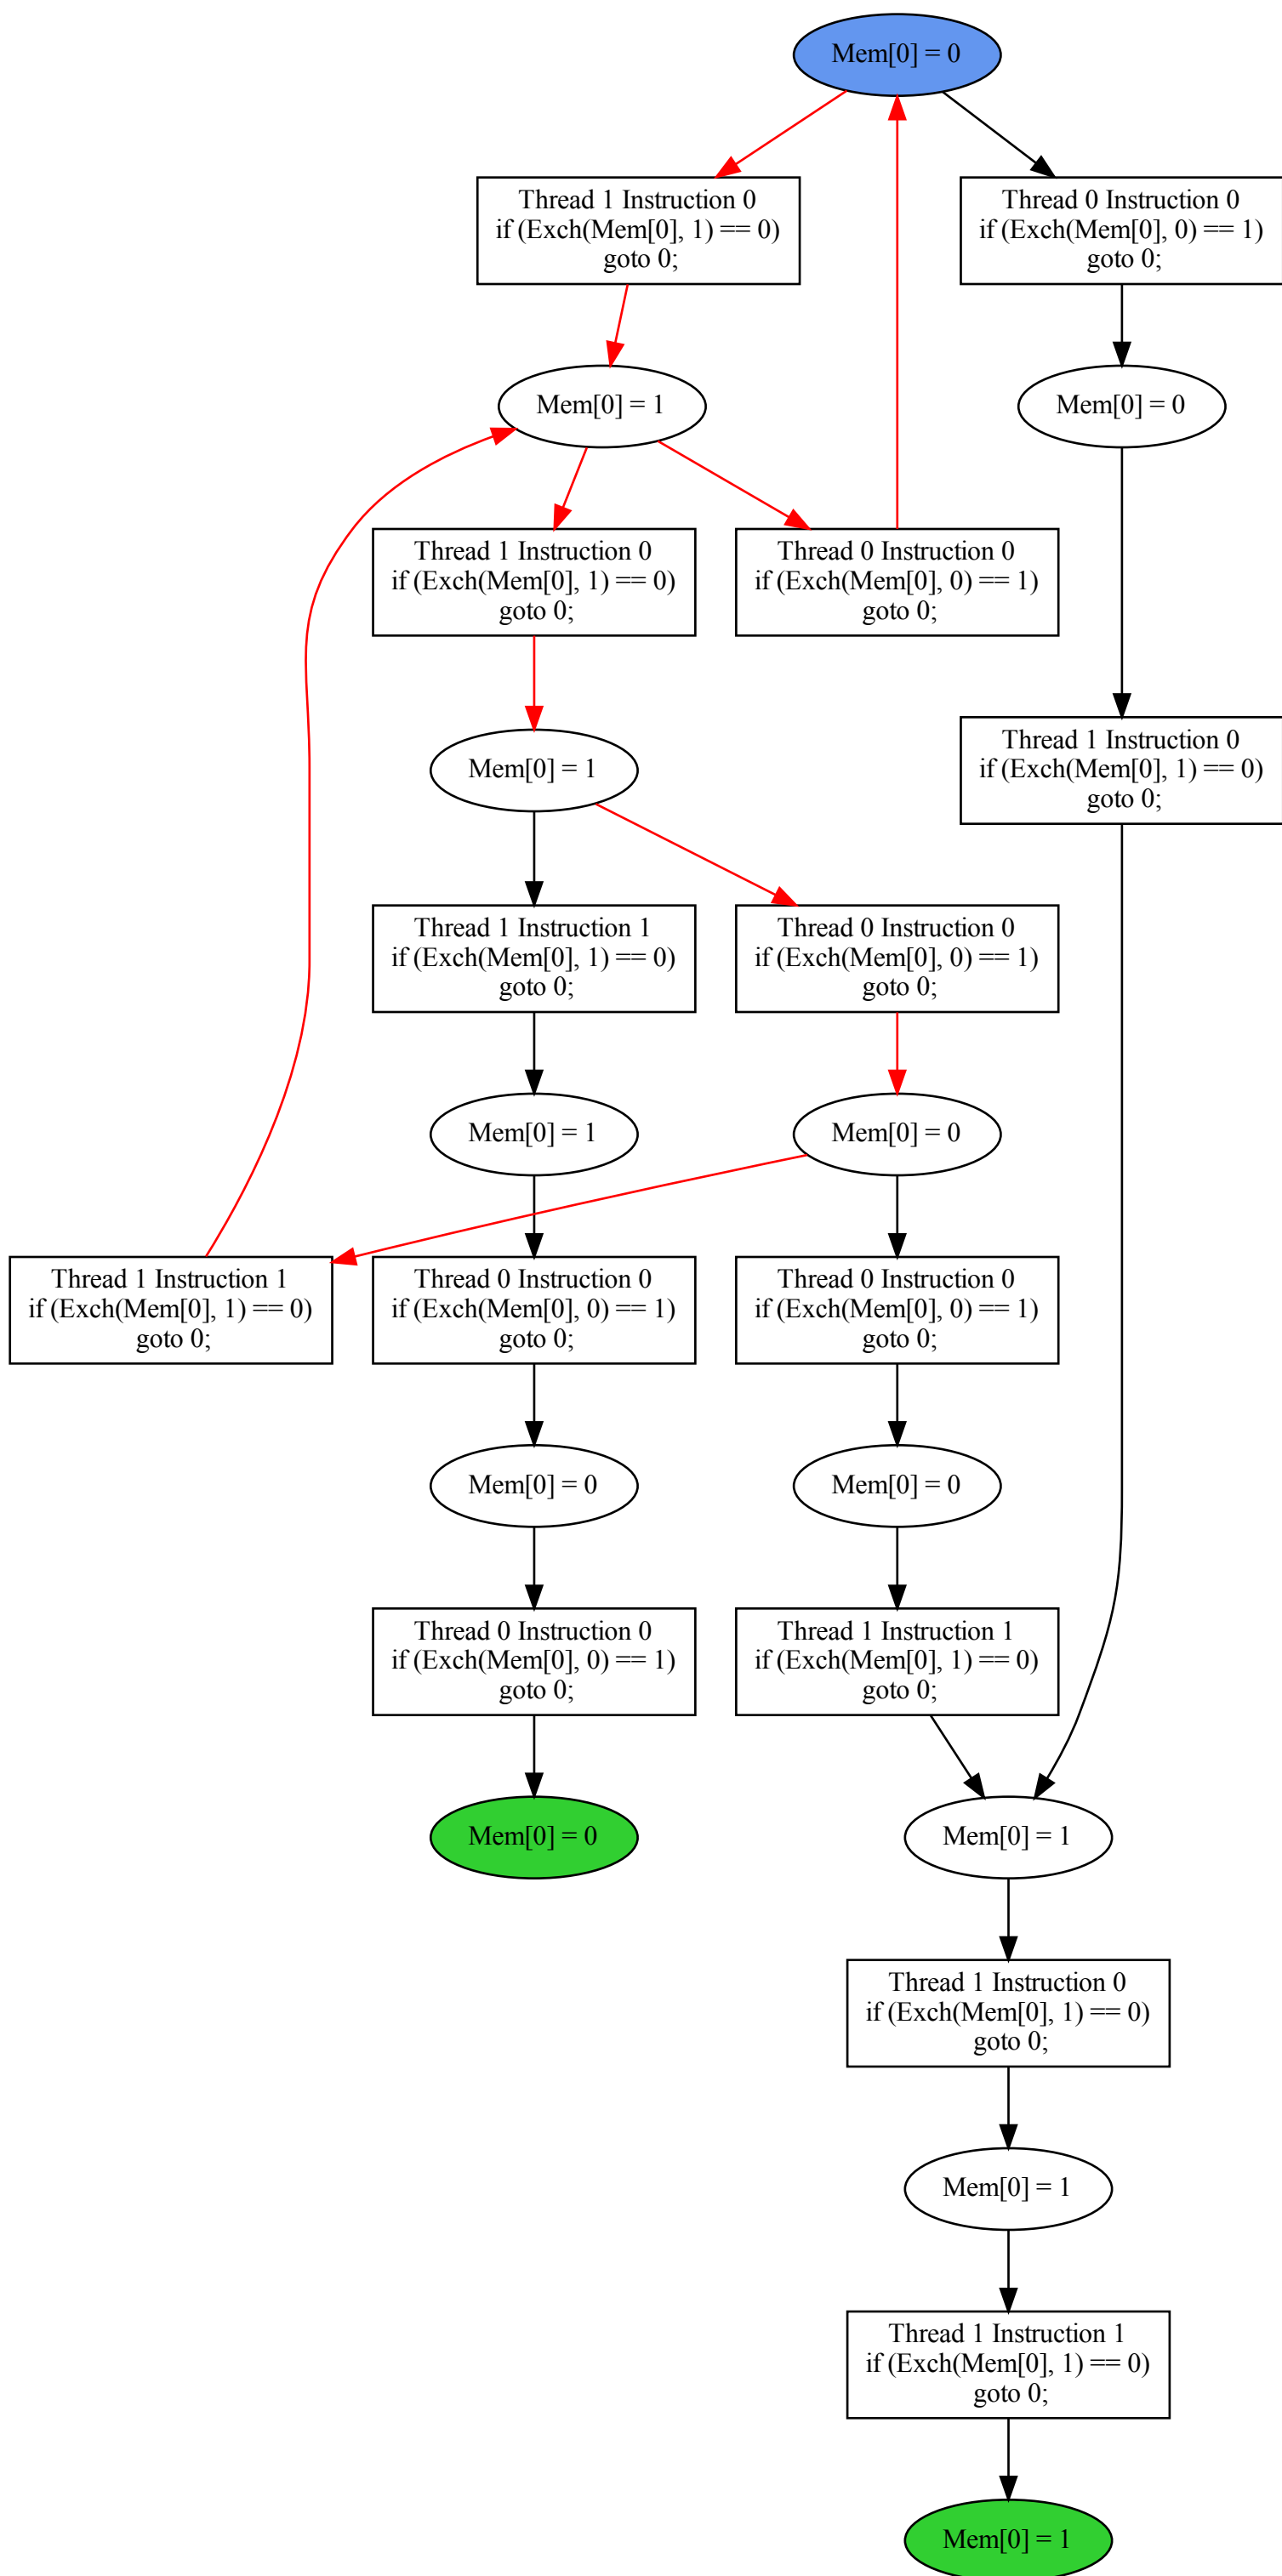 Mem[0] = 0
Thread 1 Instruction 0
if (Exch(Mem[0], 1) == 0)
goto 0;
Thread 0 Instruction 0
if (Exch(Mem[0], 0) == 1)
goto 0;
Mem[0] = 1
Mem[0] = 0
Thread 1 Instruction 0
if (Exch(Mem[0], 1) == 0)
goto 0;
Thread 0 Instruction 0
if (Exch(Mem[0], 0) == 1)
goto 0;
Thread 1 Instruction 0
if (Exch(Mem[0], 1) == 0)
goto 0;
Mem[0] = 1
Thread 1 Instruction 1
if (Exch(Mem[0], 1) == 0)
goto 0;
Thread 0 Instruction 0
if (Exch(Mem[0], 0) == 1)
goto 0;
Mem[0] = 1
Mem[0] = 0
Thread 1 Instruction 1
if (Exch(Mem[0], 1) == 0)
goto 0;
Thread 0 Instruction 0
if (Exch(Mem[0], 0) == 1)
goto 0;
Thread 0 Instruction 0
if (Exch(Mem[0], 0) == 1)
goto 0;
Mem[0] = 0
Mem[0] = 0
Thread 0 Instruction 0
if (Exch(Mem[0], 0) == 1)
goto 0;
Thread 1 Instruction 1
if (Exch(Mem[0], 1) == 0)
goto 0;
Mem[0] = 0
Mem[0] = 1
Thread 1 Instruction 0
if (Exch(Mem[0], 1) == 0)
goto 0;
Mem[0] = 1
Thread 1 Instruction 1
if (Exch(Mem[0], 1) == 0)
goto 0;
Mem[0] = 1